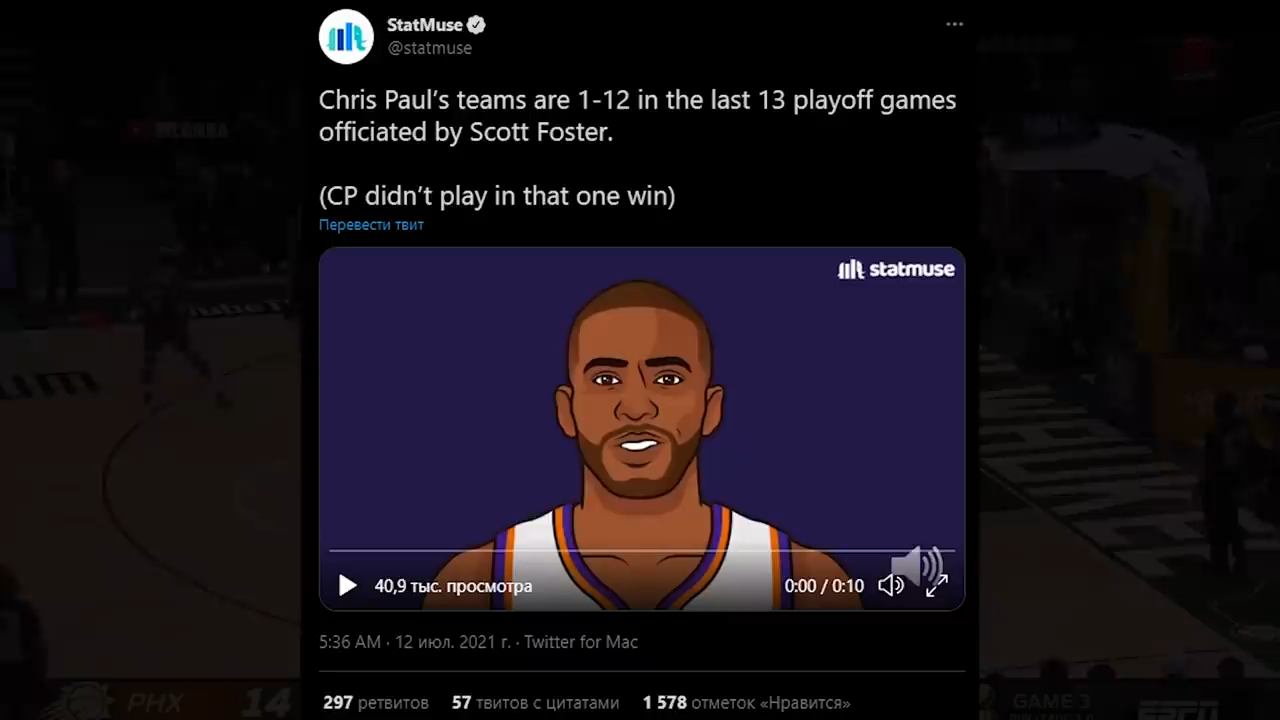 StatMuse
@statmuse
Chris Paul's teams are 1-12 in the last 13 playoff games
officiated by Scott Foster.
(CP didn't play in that one win)
Перевести твит
statmuse
40,9 тыс. просмотра
0:00 / 0:10
5:36 AM · 12 июл. 2021 г. · Twitter for Mac
297 ретвитов 57 твитов с цитатами 1 578 отметок «Нравится»
PHX 14
GAME 3
ESPN